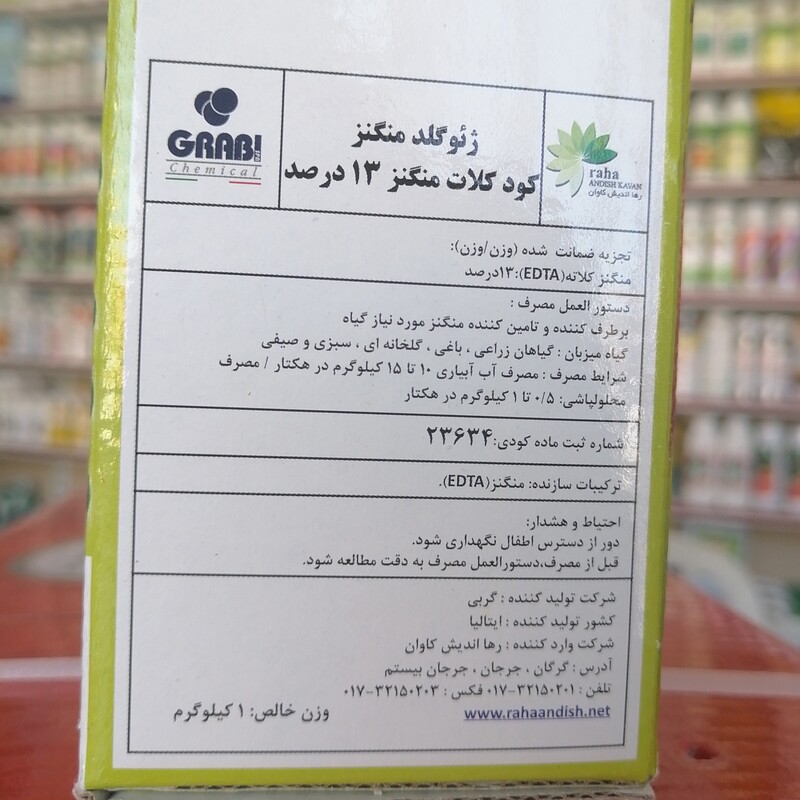 GRABI
Chemical
ژئوگلد منگنز
کود کلات منگنز ۱۳ درصد
raha
ANDISH KAVAN
رها اندیش کاوان
تجزیه ضمانت شده (وزن/وزن):
منگنز کلاته(EDTA):۱۳درصد
دستور العمل مصرف :
برطرف کننده و تامین کننده منگنز مورد نیاز گیاه
گیاه میزبان : گیاهان زراعی ، باغی ، گلخانه ای ، سبزی و صیفی
شرایط مصرف : مصرف آب آبیاری ۱۰ تا ۱۵ کیلوگرم در هکتار / مصرف
محلولپاشی: ۰/۵ تا ۱ کیلوگرم در هکتار
شماره ثبت ماده کودی:۲۳۶۳۴
ترکیبات سازنده: منگنز(EDTA).
احتیاط و هشدار:
دور از دسترس اطفال نگهداری شود.
قبل از مصرف،دستورالعمل مصرف به دقت مطالعه شود.
شرکت تولید کننده : گربی
کشور تولید کننده : ایتالیا
شرکت وارد کننده : رها اندیش کاوان
آدرس : گرگان ، جرجان ، جرجان بیستم
تلفن : ۳۲۱۵۰۲۰۱-۰۱۷ فکس : ۳۲۱۵۰۲۰۳-۰۱۷
www.rahaandish.net
وزن خالص: ۱ کیلوگرم